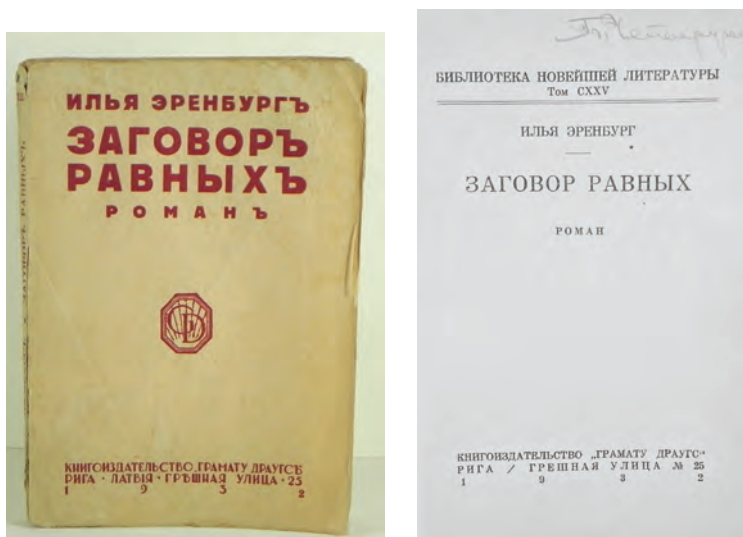 ИЛЬЯ ЭРЕНБУРГЪ
ЗАГОВОРЪ
РАВНЫХЪ
РОМАНЪ
КНИГОИЗДАТЕЛЬСТВО „ГРАМАТУ ДРАУГСЪ
РИГА • ЛАТВІЯ • ГРѢШНАЯ УЛИЦА • 25
1 9 3 2
БИБЛИОТЕКА НОВЕЙШЕЙ ЛИТЕРАТУРЫ
Том CXXV
ИЛЬЯ ЭРЕНБУРГ
ЗАГОВОР РАВНЫХ
РОМАН
КНИГОИЗДАТЕЛЬСТВО „ГРАМАТУ ДРАУГС“
РИГА / ГРЕШНАЯ УЛИЦА № 25
1 9 3 2